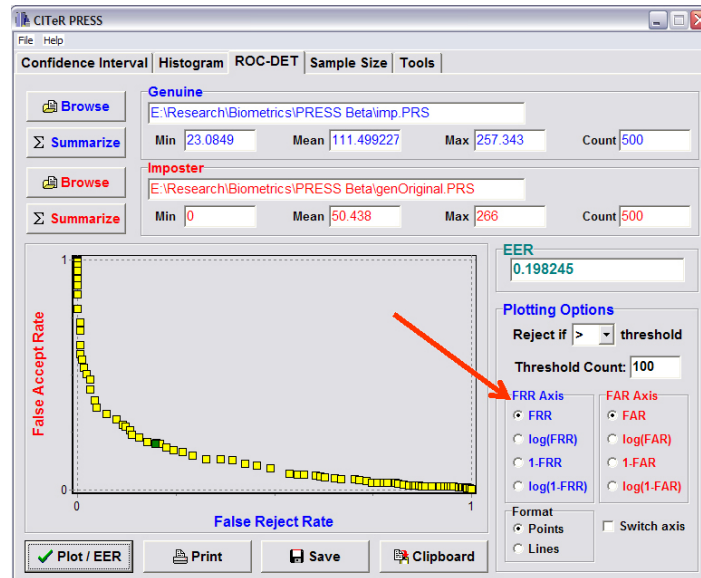 CITeR PRESS
File Help
Confidence Interval Histogram ROC-DET Sample Size Tools
Genuine
Browse
E:\Research\Biometrics\PRESS Beta\imp.PRS
Σ Summarize
Min 23.0849 Mean 111.499227 Max 257.343 Count 500
Imposter
Browse
E:\Research\Biometrics\PRESS Beta\genOriginal.PRS
Σ Summarize
Min 0 Mean 50.438 Max 266 Count 500
EER
0.198245
1
False Accept Rate
0
0
1
False Reject Rate
Plotting Options
Reject if > threshold
Threshold Count: 100
FRR Axis
FRR
log(FRR)
1-FRR
log(1-FRR)
FAR Axis
FAR
log(FAR)
1-FAR
log(1-FAR)
Format
Points
Lines
Switch axis
Plot / EER Print Save Clipboard